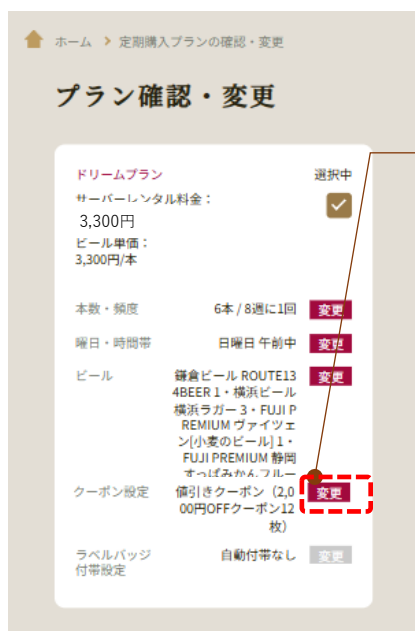 ホーム > 定期購入プランの確認・変更
プラン確認・変更
ドリームプラン 選択中
サーバーレンタル料金：
3,300円
ビール単価：
3,300円/本
本数・頻度 6本 / 8週に1回 変更
曜日・時間帯 日曜日 午前中 変更
ビール 鎌倉ビール ROUTE13 変更
4BEER 1・横浜ビール
横浜ラガー 3・FUJI P
REMIUM ヴァイツェ
ン[小麦のビール] 1・
FUJI PREMIUM 静岡
すっぱみかんフルー
クーポン設定 値引きクーポン（2,0 変更
00円OFFクーポン12
枚）
ラベルバッジ 自動付帯なし 変更
付帯設定